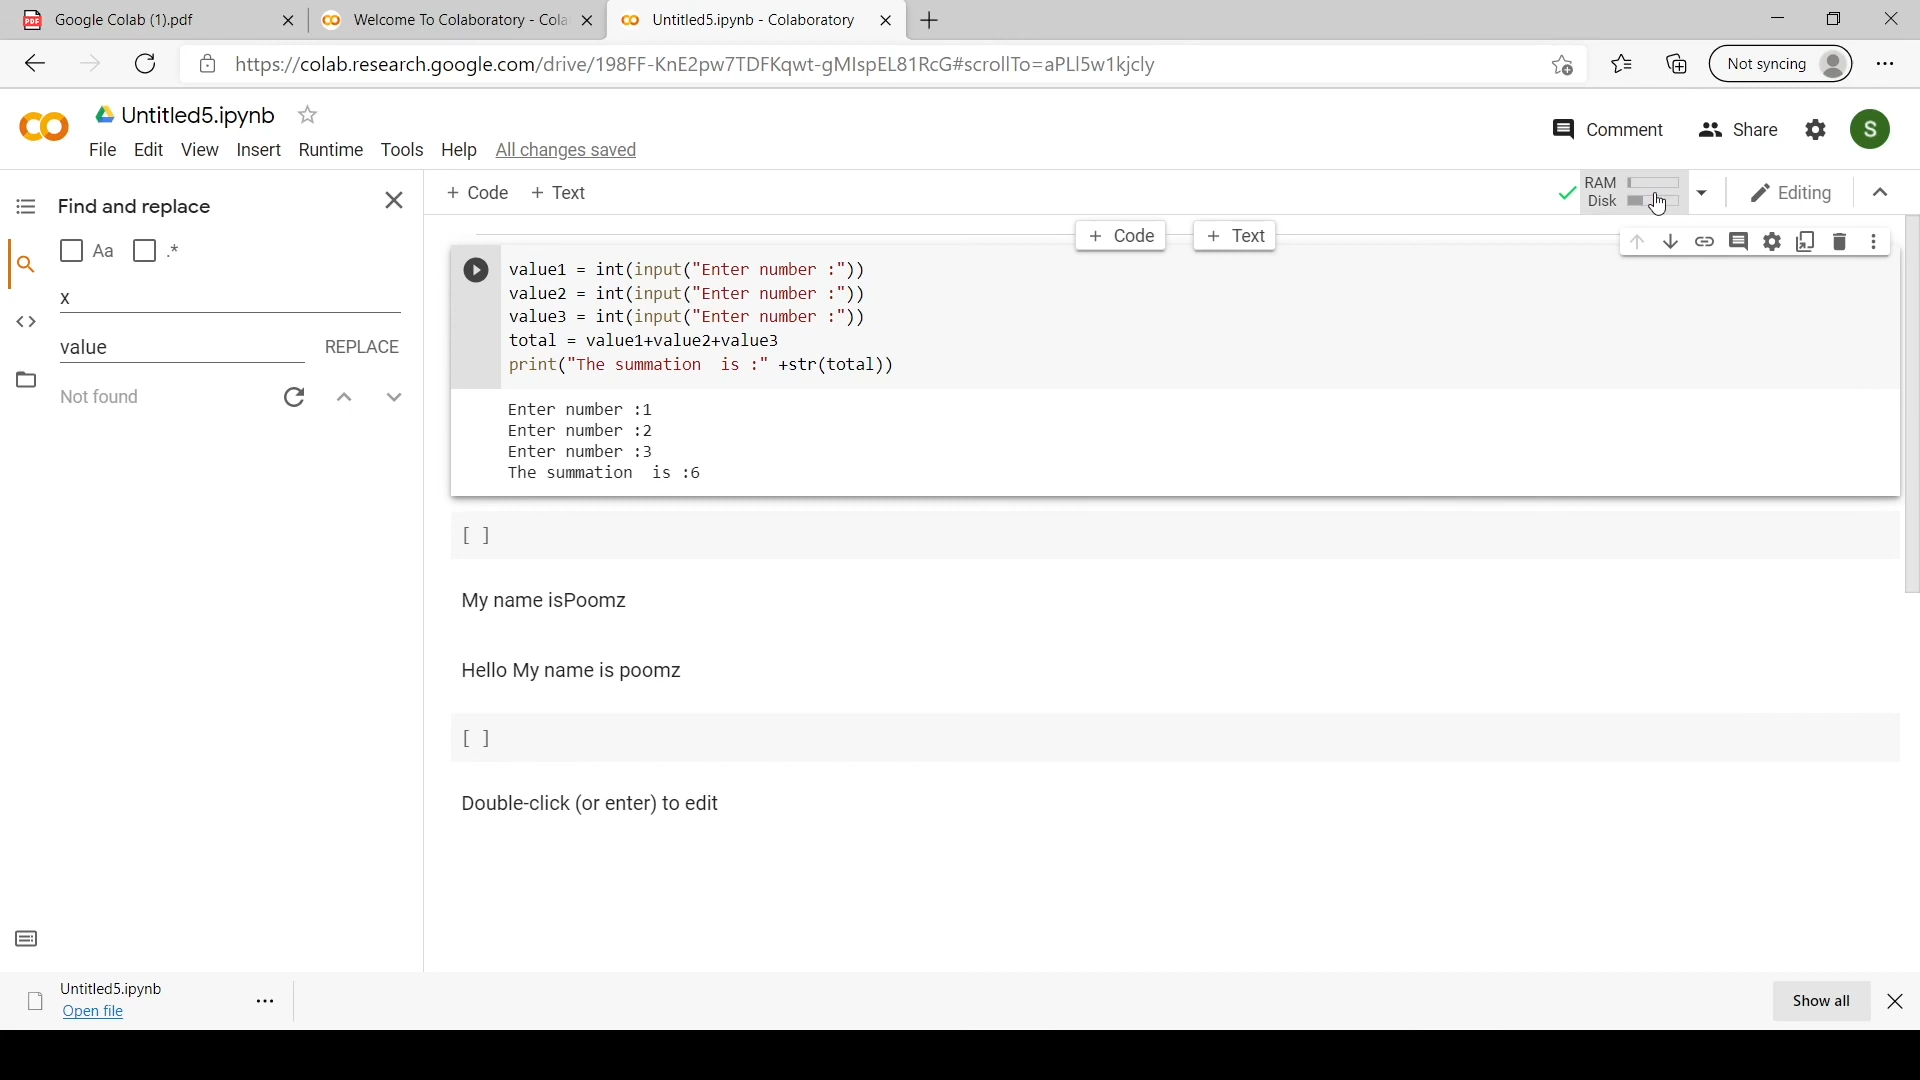 Google Colab (1).pdf
Welcome To Colaboratory - Cola
Untitled5.ipynb - Colaboratory
https://colab.research.google.com/drive/198FF-KnE2pw7TDFKqwt-gMIspEL81RcG#scrollTo=aPLI5w1kjcly
Not syncing
Untitled5.ipynb
Comment
Share
S
File Edit View Insert Runtime Tools Help All changes saved
Find and replace
+ Code + Text
RAM
Disk
Editing
+ Code + Text
Aa .*
x
value
REPLACE
Not found
value1 = int(input("Enter number :"))
value2 = int(input("Enter number :"))
value3 = int(input("Enter number :"))
total = value1+value2+value3
print("The summation  is :" +str(total))
Enter number :1
Enter number :2
Enter number :3
The summation  is :6
[ ]
My name isPoomz
Hello My name is poomz
[ ]
Double-click (or enter) to edit
Untitled5.ipynb
Open file
Show all